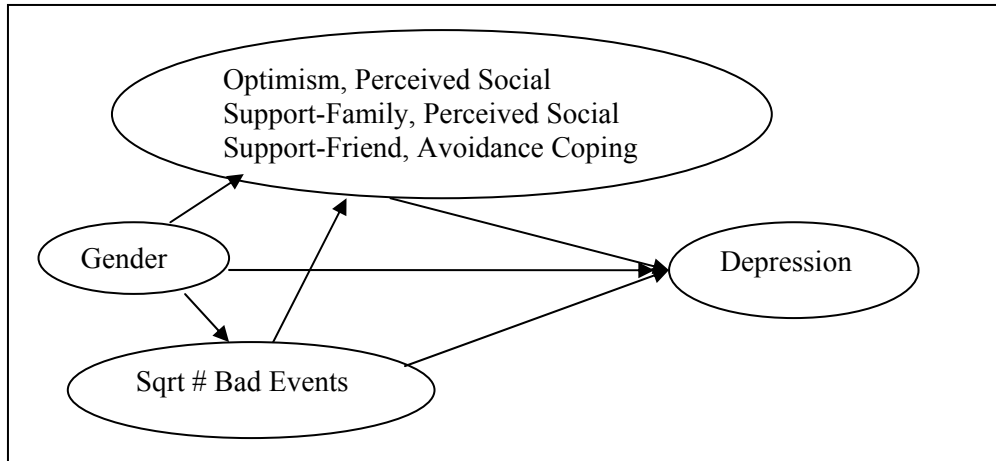 Optimism, Perceived Social
Support-Family, Perceived Social
Support-Friend, Avoidance Coping
Gender
Depression
Sqrt # Bad Events